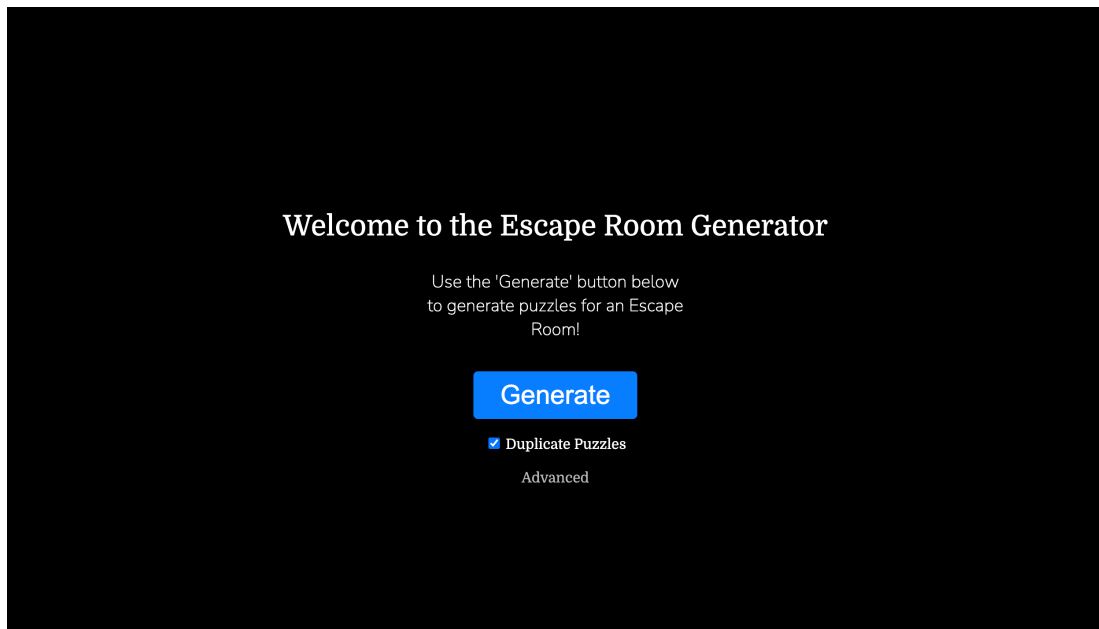 Welcome to the Escape Room Generator
Use the 'Generate' button below
to generate puzzles for an Escape
Room!
Generate
Duplicate Puzzles
Advanced